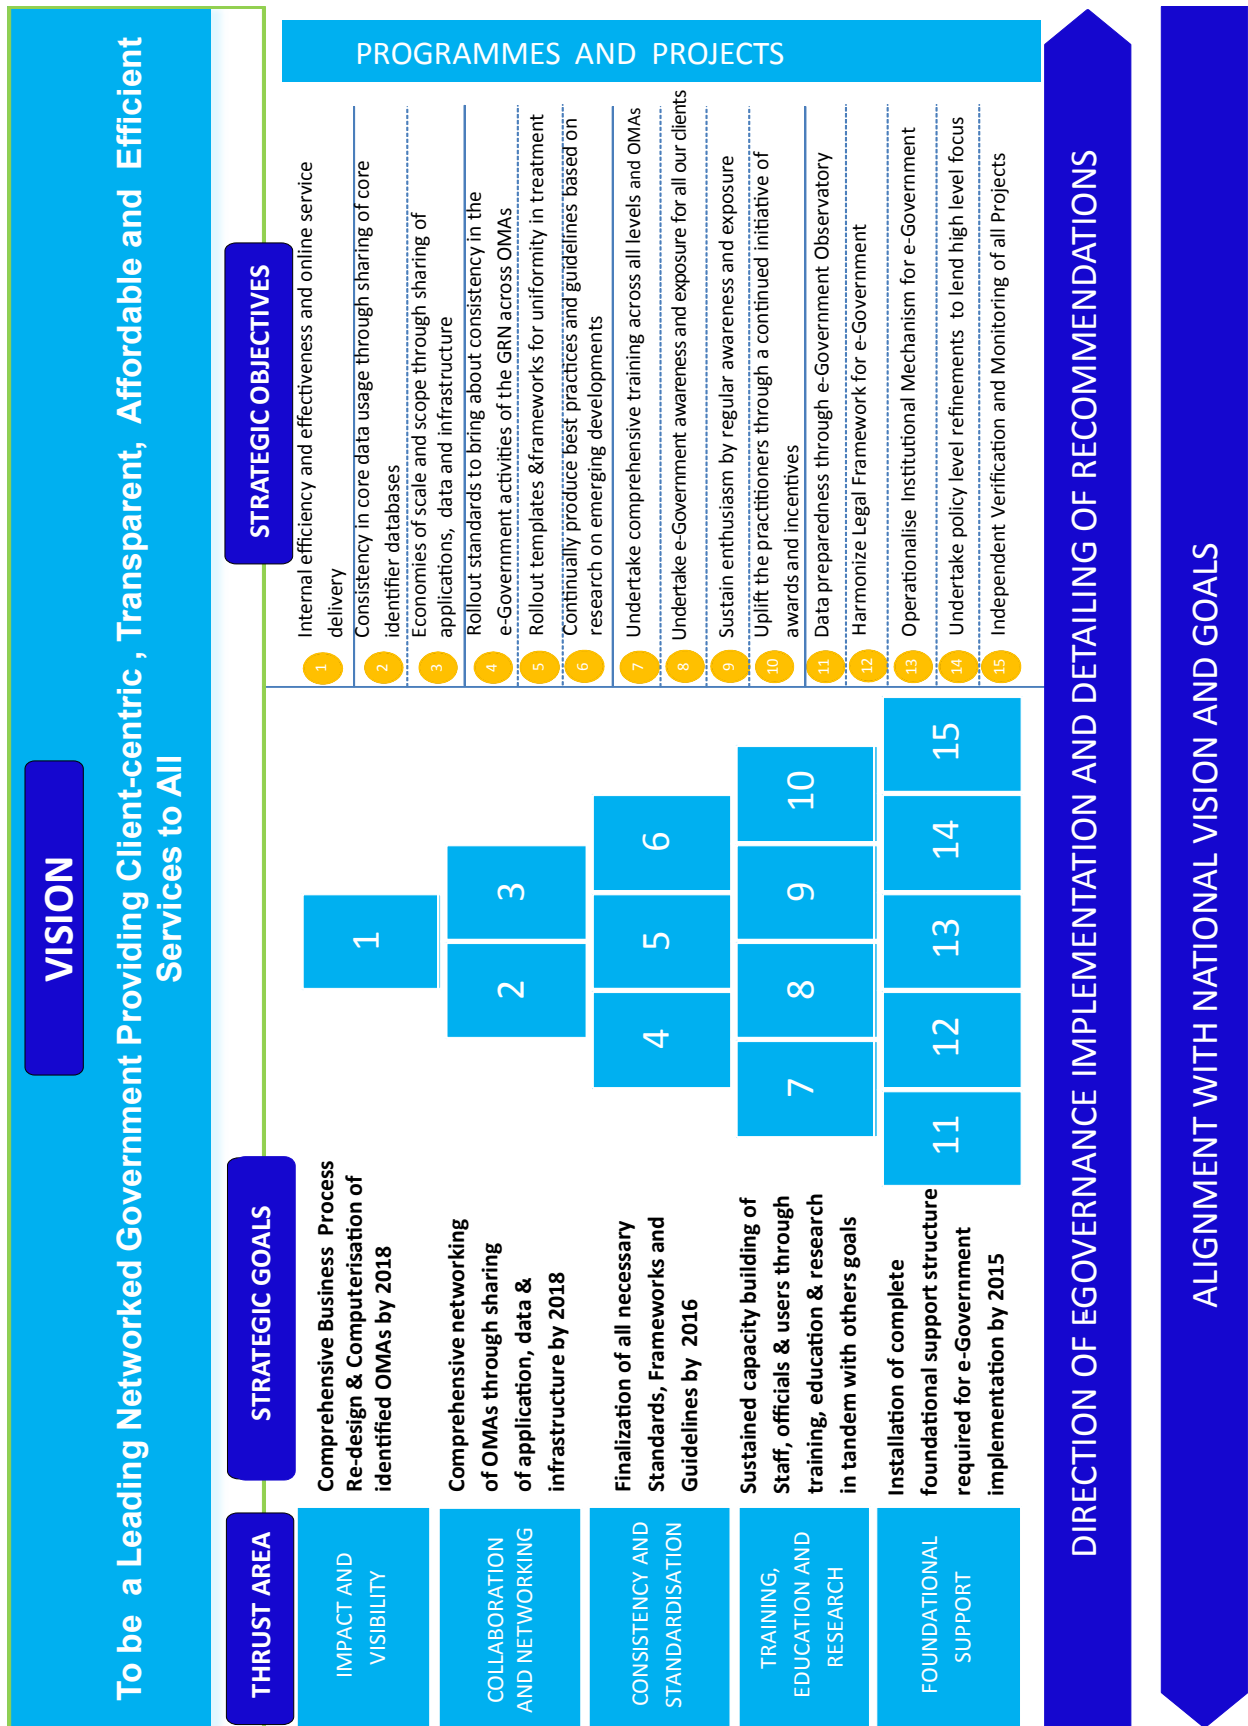 VISION
To be a Leading Networked Government Providing Client-centric , Transparent, Affordable and Efficient
Services to All
THRUST AREA
STRATEGIC GOALS
STRATEGIC OBJECTIVES
IMPACT AND
VISIBILITY
Comprehensive Business Process
Re-design & Computerisation of
identified OMAs by 2018
COLLABORATION
AND NETWORKING
Comprehensive networking
of OMAs through sharing
of application, data &
infrastructure by 2018
CONSISTENCY AND
STANDARDISATION
Finalization of all necessary
Standards, Frameworks and
Guidelines by 2016
TRAINING,
EDUCATION AND
RESEARCH
Sustained capacity building of
Staff, officials & users through
training, education & research
in tandem with others goals
FOUNDATIONAL
SUPPORT
Installation of complete
foundational support structure
required for e-Government
implementation by 2015
1
2 3
4 5 6
7 8 9 10
11 12 13 14 15
1 Internal efficiency and effectiveness and online service
delivery
2 Consistency in core data usage through sharing of core
identifier databases
3 Economies of scale and scope through sharing of
applications, data and infrastructure
4 Rollout standards to bring about consistency in the
e-Government activities of the GRN across OMAs
5 Rollout templates &frameworks for uniformity in treatment
6 Continually produce best practices and guidelines based on
research on emerging developments
7 Undertake comprehensive training across all levels and OMAs
8 Undertake e-Government awareness and exposure for all our clients
9 Sustain enthusiasm by regular awareness and exposure
10 Uplift the practitioners through a continued initiative of
awards and incentives
11 Data preparedness through e-Government Observatory
12 Harmonize Legal Framework for e-Government
13 Operationalise Institutional Mechanism for e-Government
14 Undertake policy level refinements to lend high level focus
15 Independent Verification and Monitoring of all Projects
PROGRAMMES AND PROJECTS
DIRECTION OF EGOVERNANCE IMPLEMENTATION AND DETAILING OF RECOMMENDATIONS
ALIGNMENT WITH NATIONAL VISION AND GOALS